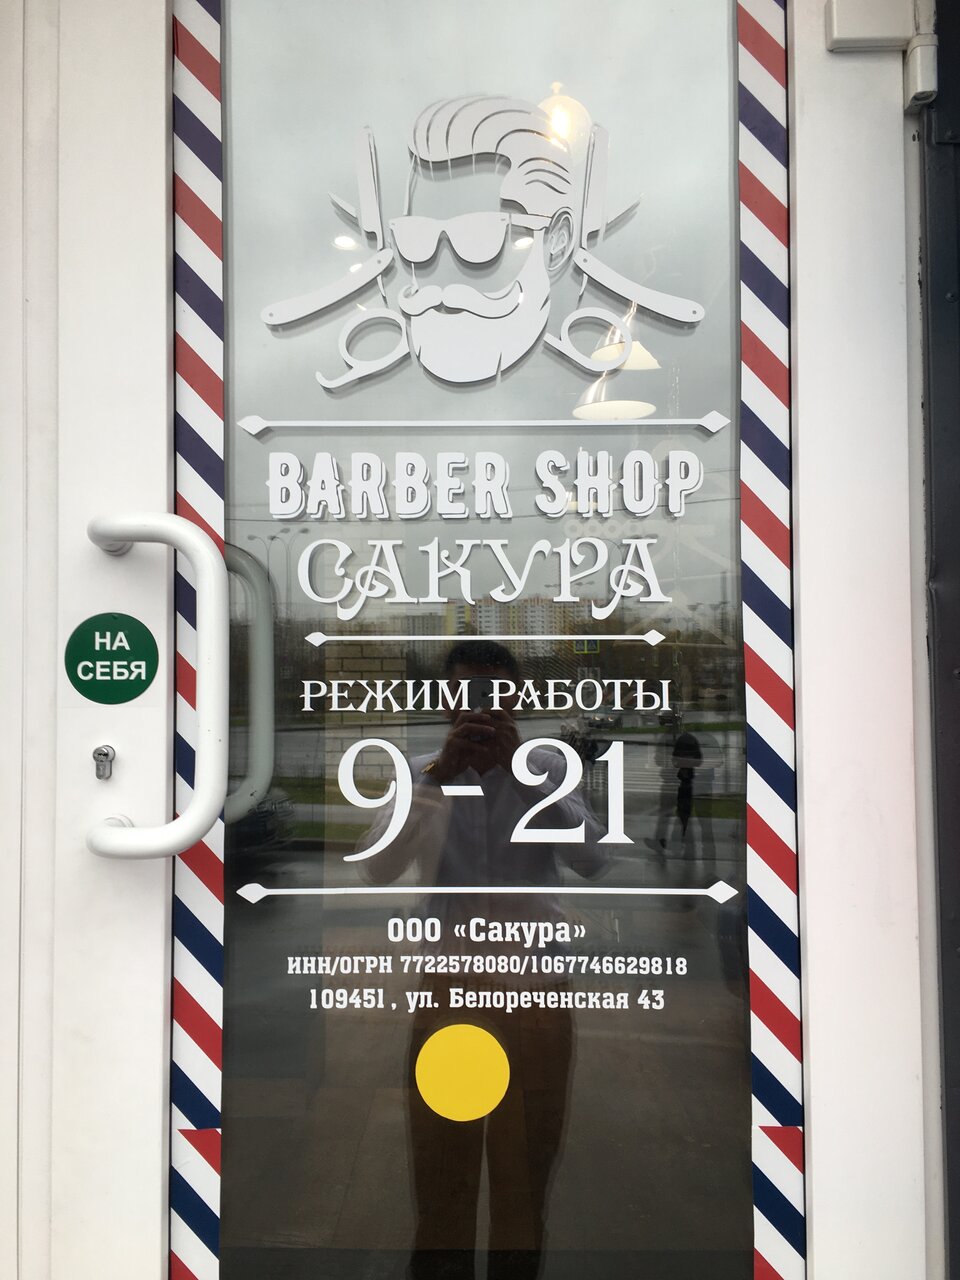 BARBER SHOP
САКУРА
НА
СЕБЯ
РЕЖИМ РАБОТЫ
9 - 21
ООО «Сакура»
ИНН/ОГРН 7722578080/1067746629818
109451, ул. Белореченская 43